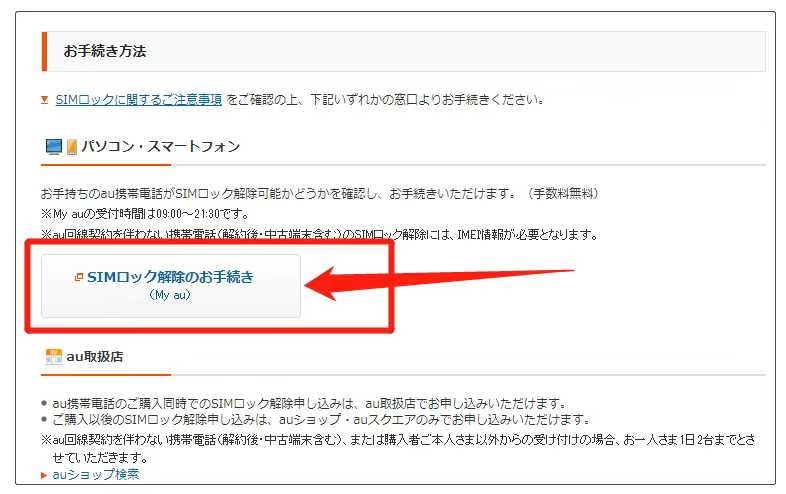 お手続き方法
SIMロックに関するご注意事項 をご確認の上、下記いずれかの窓口よりお手続きください。
パソコン・スマートフォン
お手持ちのau携帯電話がSIMロック解除可能かどうかを確認し、お手続きいただけます。（手数料無料）
※My auの受付時間は09:00～21:30です。
※au回線契約を伴わない携帯電話（解約後・中古端末含む）のSIMロック解除には、IMEI情報が必要となります。
SIMロック解除のお手続き
（My au）
au取扱店
● au携帯電話のご購入同時でのSIMロック解除申し込みは、au取扱店でお申し込みいただけます。
● ご購入以後のSIMロック解除申し込みは、auショップ・auスクエアのみでお申し込みいただけます。
※au回線契約を伴わない携帯電話（解約後・中古端末含む）、または購入者ご本人さま以外からの受け付けの場合、お一人さま1日2台までとさ
せていただきます。
auショップ検索